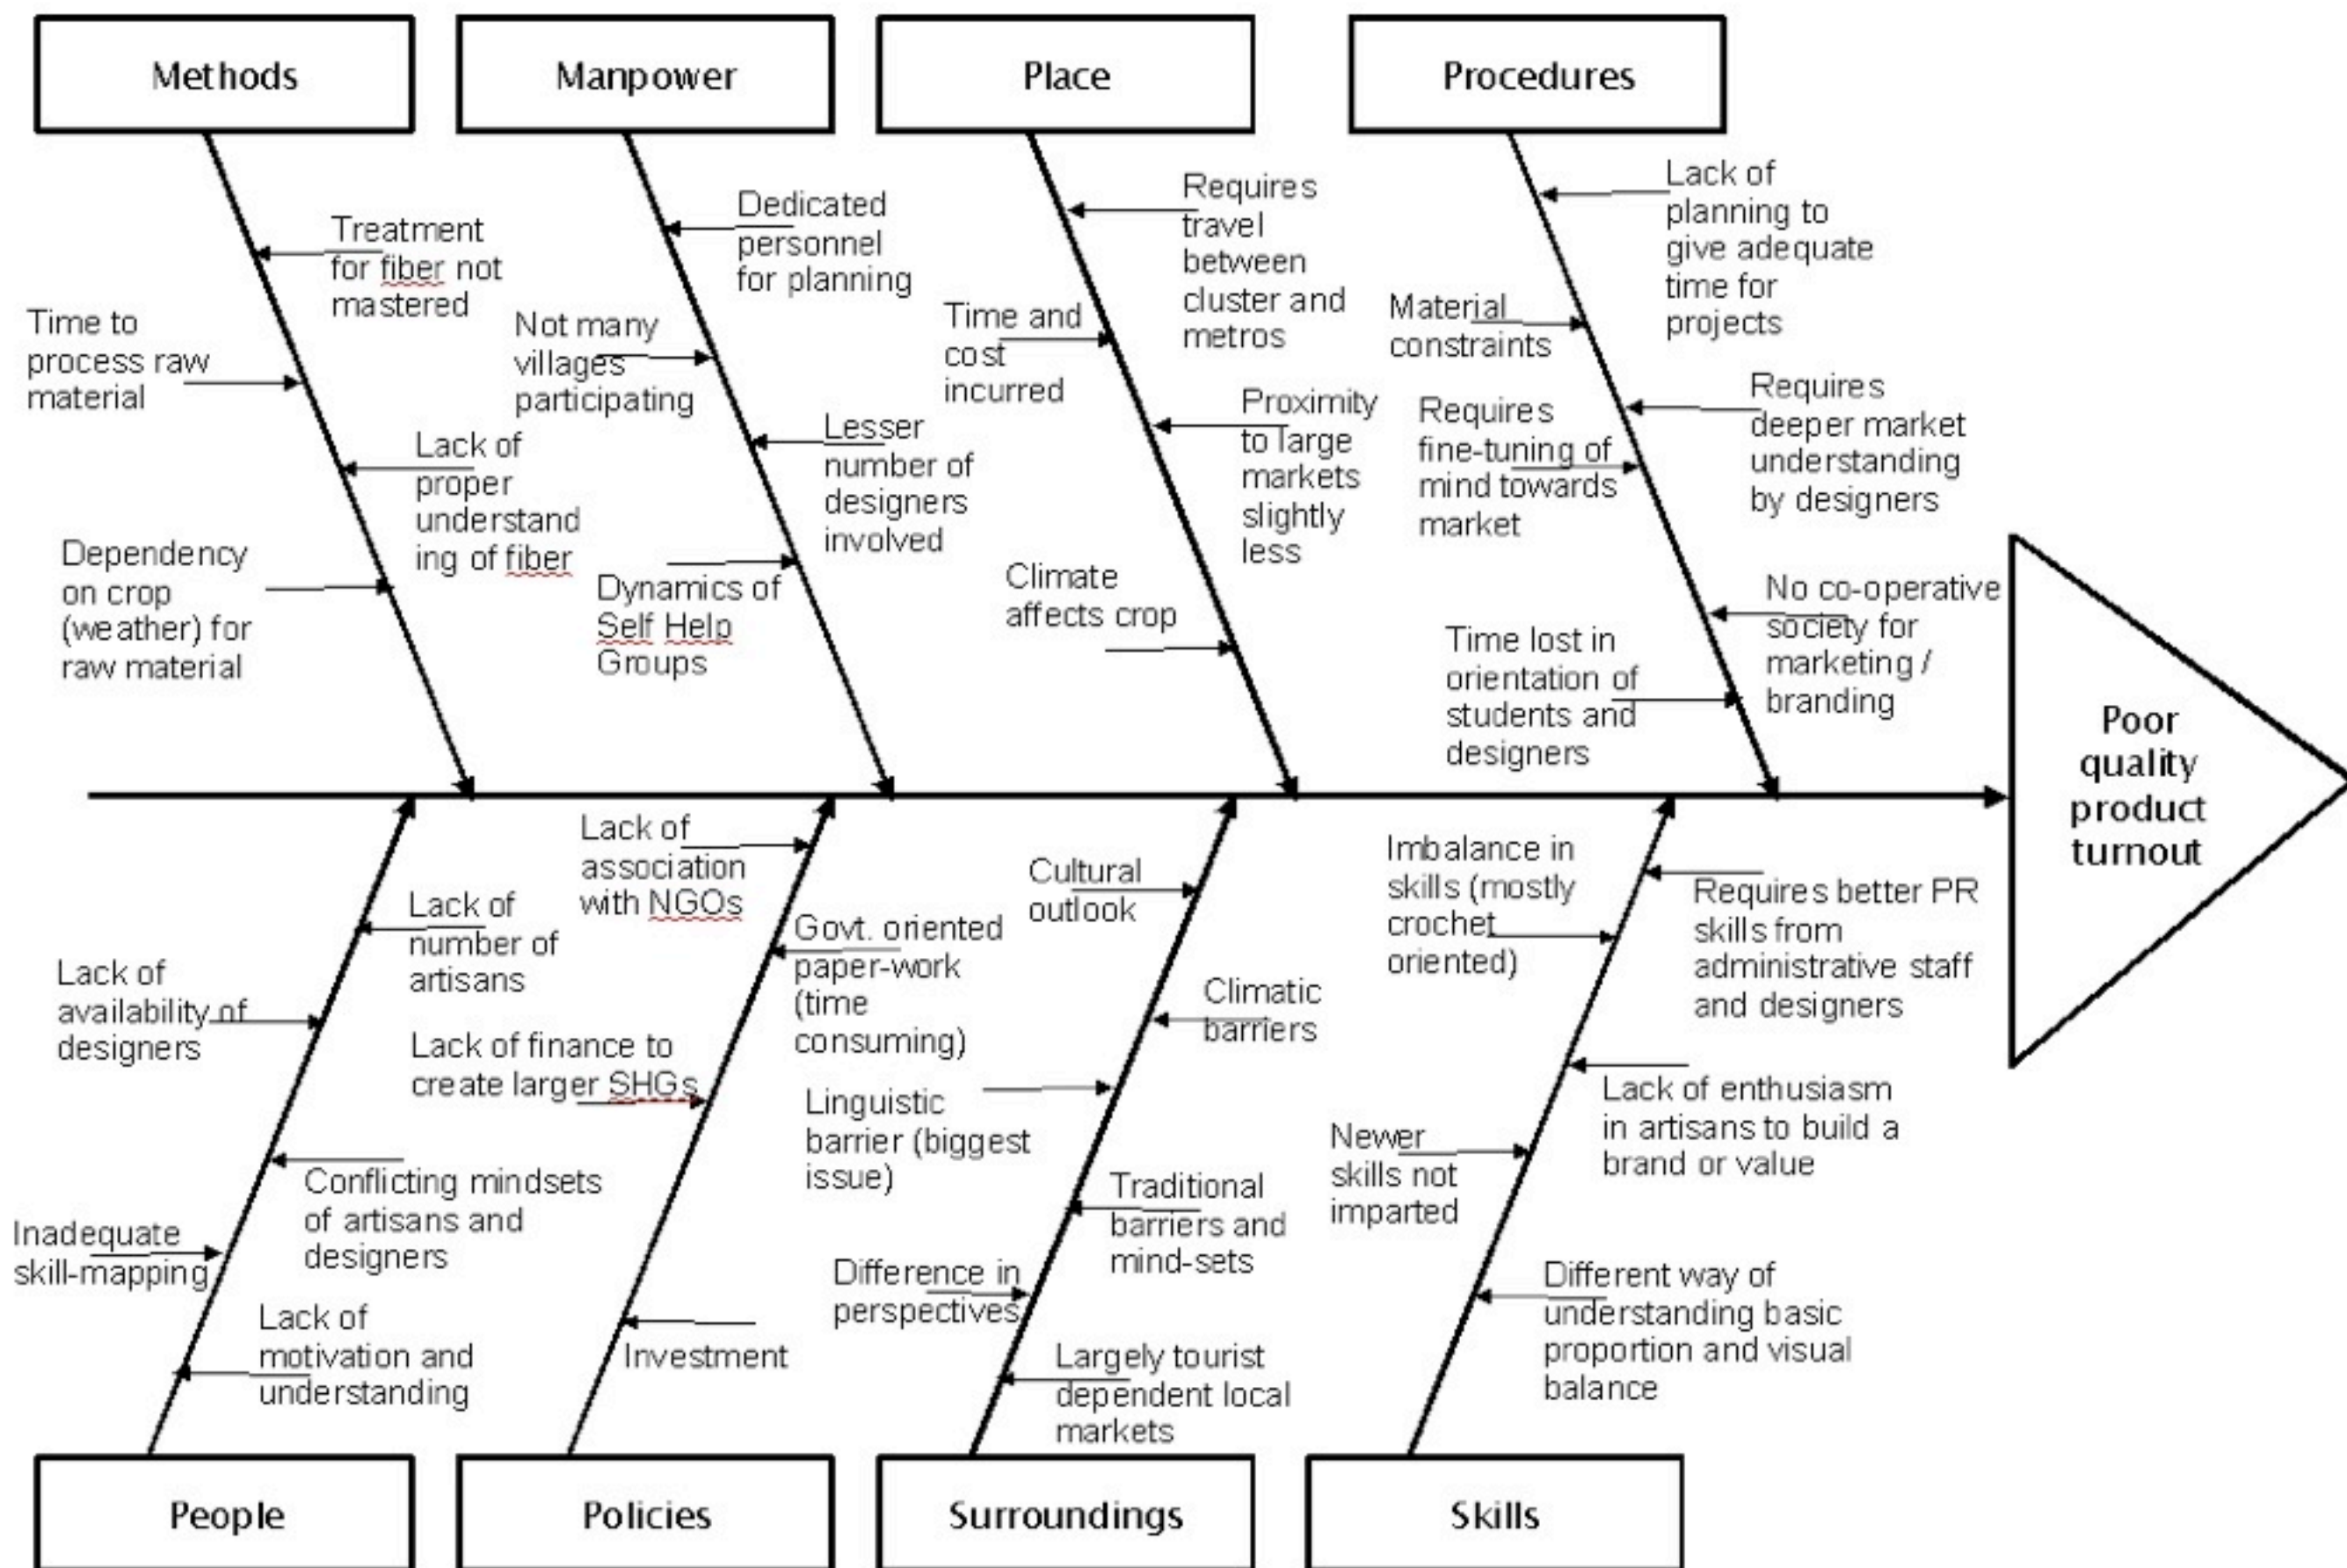 Methods
Manpower
Place
Procedures
Treatment
for fiber not
mastered
Time to
process raw
material
Lack of
proper
understand
ing of fiber
Dependency
on crop
(weather) for
raw material
Dedicated
personnel
for planning
Not many
villages
participating
Lesser
number of
designers
involved
Dynamics of
Self Help
Groups
Requires
travel
between
cluster and
metros
Time and
cost
incurred
Proximity
to large
markets
slightly
less
Climate
affects crop
Lack of
planning to
give adequate
time for
projects
Material
constraints
Requires
deeper market
understanding
by designers
Requires
fine-tuning of
mind towards
market
No co-operative
society for
marketing /
branding
Time lost in
orientation of
students and
designers
Poor
quality
product
turnout
Lack of
number of
artisans
Lack of
availability of
designers
Conflicting mindsets
of artisans and
designers
Inadequate
skill-mapping
Lack of
motivation and
understanding
Lack of
association
with NGOs
Govt. oriented
paper-work
(time
consuming)
Lack of finance to
create larger SHGs
Investment
Cultural
outlook
Climatic
barriers
Linguistic
barrier (biggest
issue)
Traditional
barriers and
mind-sets
Difference in
perspectives
Largely tourist
dependent local
markets
Imbalance in
skills (mostly
crochet
oriented)
Requires better PR
skills from
administrative staff
and designers
Lack of enthusiasm
in artisans to build a
brand or value
Newer
skills not
imparted
Different way of
understanding basic
proportion and visual
balance
People
Policies
Surroundings
Skills